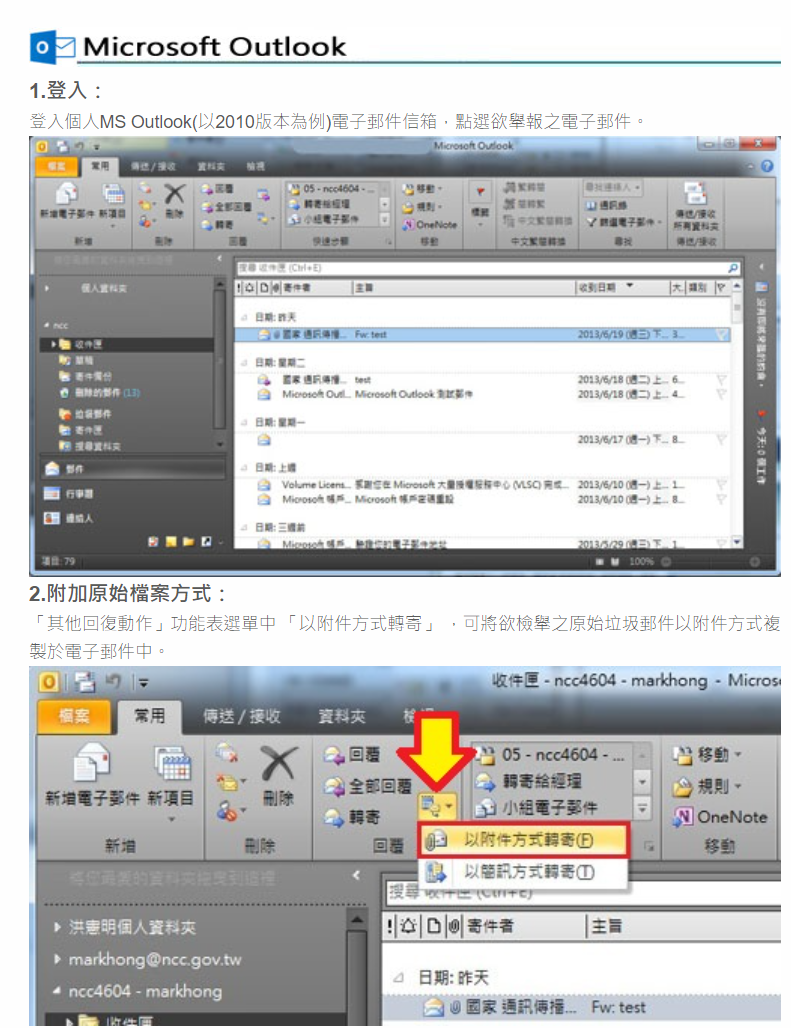 Microsoft Outlook
1.登入：
登入個人MS Outlook(以2010版本為例)電子郵件信箱，點選欲舉報之電子郵件。
Microsoft Outlook
檔案 常用 傳送/接收 資料夾 檢視
新增電子郵件 新項目 刪除 回覆 全部回覆 轉寄
05 - ncc4604 - ... 轉寄給經理 小組電子郵件
移動 規則 OneNote 標籤
繁轉簡 簡轉繁 中文繁簡轉換
尋找連絡人 通訊錄 篩選電子郵件
傳送/接收所有資料夾
新增 刪除 回覆 快速步驟 移動 中文繁簡轉換 尋找 傳送/接收
搜尋 收件匣 (Ctrl+E)
個人資料夾
寄件者 主旨 收到日期 大. 類別
ncc
收件匣
草稿
寄件備份
刪除的郵件 (13)
垃圾郵件
寄件匣
搜尋資料夾
郵件
行事曆
連絡人
日期: 昨天
國家 通訊傳播... Fw: test 2013/6/19 (週三) 下... 3...
日期: 星期二
國家 通訊傳播... test 2013/6/18 (週二) 上... 6...
Microsoft Outl... Microsoft Outlook 測試郵件 2013/6/18 (週二) 上... 4...
日期: 星期一
2013/6/17 (週一) 下... 8...
日期: 上週
Volume Licens... 感謝您在 Microsoft 大量授權服務中心 (VLSC) 完成... 2013/6/10 (週一) 上... 1...
Microsoft 帳戶... Microsoft 帳戶密碼重設 2013/6/10 (週一) 上... 8...
日期: 三週前
Microsoft 帳戶... 驗證您的電子郵件地址 2013/5/29 (週三) 下... 1...
今天: 0 個工作
項目: 79 100%
2.附加原始檔案方式：
「其他回復動作」功能表選單中 「以附件方式轉寄」 ，可將欲檢舉之原始垃圾郵件以附件方式複
製於電子郵件中。
收件匣 - ncc4604 - markhong - Micros
檔案 常用 傳送 / 接收 資料夾
新增電子郵件 新項目 刪除
回覆
全部回覆
轉寄
05 - ncc4604 - ...
轉寄給經理
小組電子郵件
移動
規則
OneNote
新增 刪除 回覆 移動
以附件方式轉寄(F)
以簡訊方式轉寄(T)
將您最愛的資料夾拖曳到這裡
搜尋 收件匣 (Ctrl+E)
洪憲明個人資料夾
markhong@ncc.gov.tw
ncc4604 - markhong
收件匣
寄件者 主旨
日期: 昨天
國家 通訊傳播... Fw: test